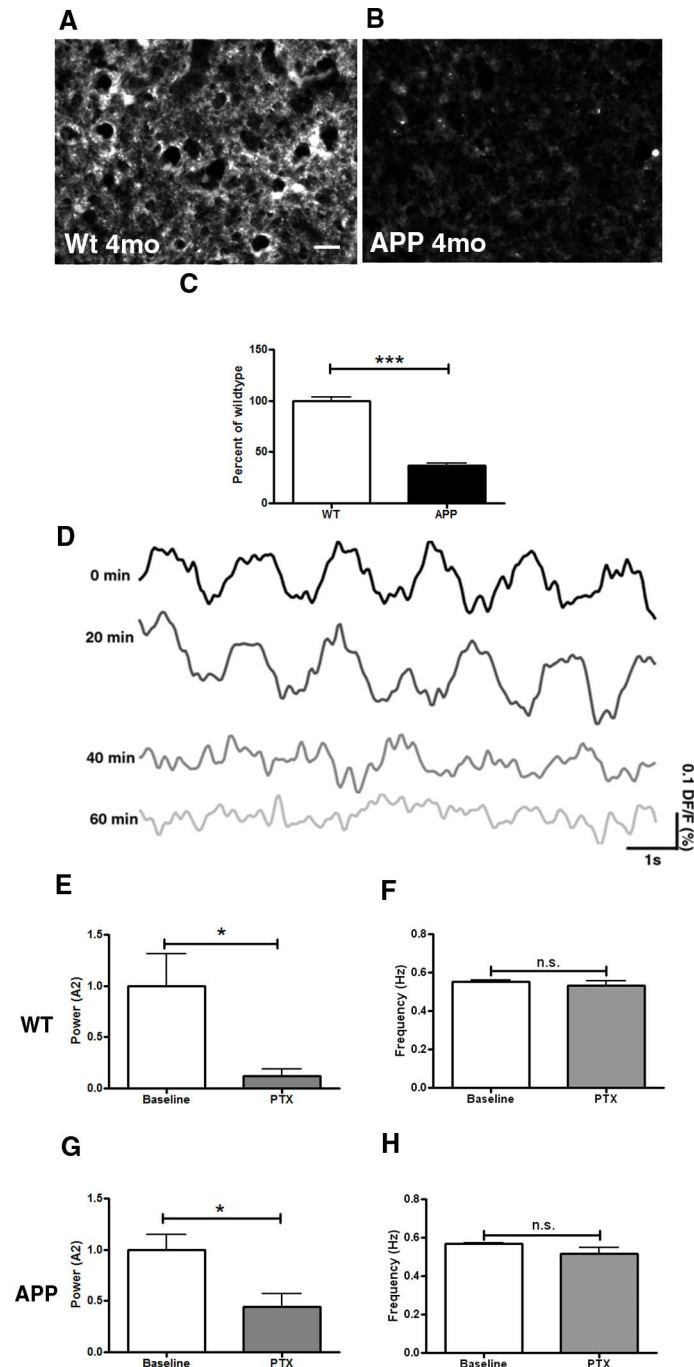 A
B
Wt 4mo
APP 4mo
C
150
100
50
0
Percent of wildtype
***
WT
APP
D
0 min
20 min
40 min
60 min
0.1 DF/F (%)
1s
E
F
WT
1.5
1.0
0.5
0.0
Power (A2)
*
Baseline
PTX
0.8
0.6
0.4
0.2
0.0
Frequency (Hz)
n.s.
Baseline
PTX
G
H
APP
1.5
1.0
0.5
0.0
Power (A2)
*
Baseline
PTX
0.8
0.6
0.4
0.2
0.0
Frequency (Hz)
n.s.
Baseline
PTX